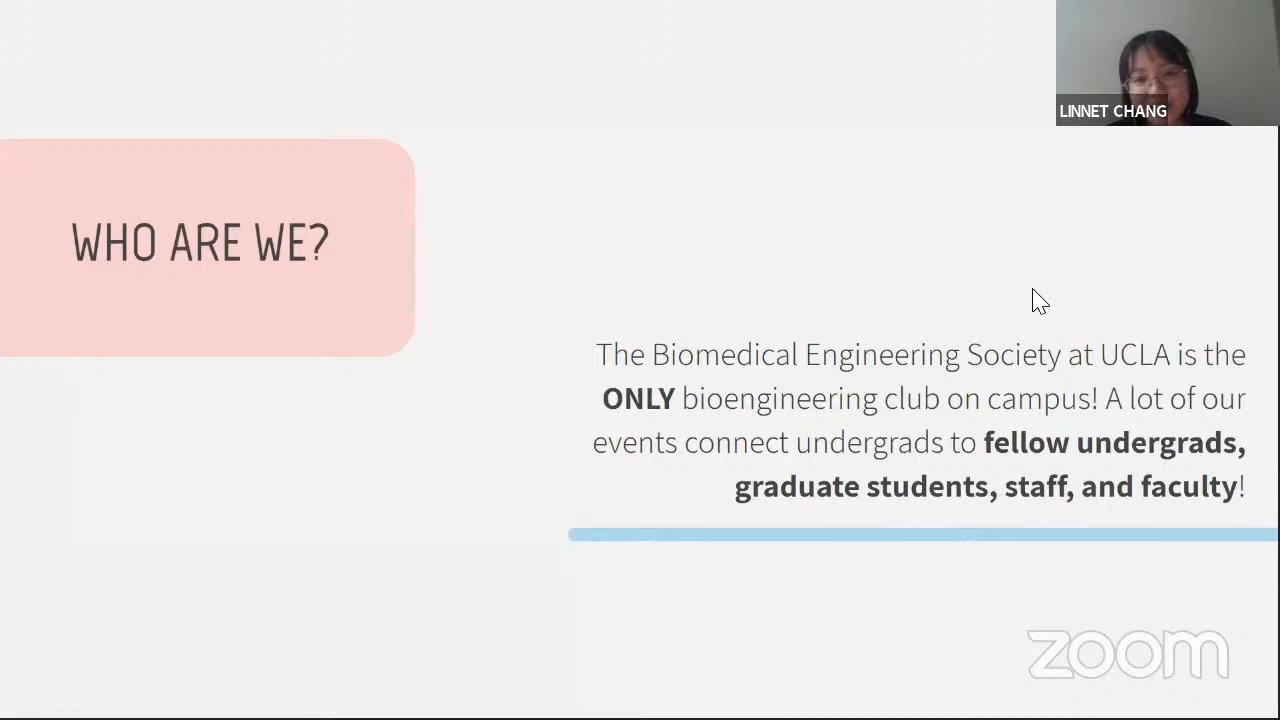 LINNET CHANG
WHO ARE WE?
The Biomedical Engineering Society at UCLA is the
ONLY bioengineering club on campus! A lot of our
events connect undergrads to fellow undergrads,
graduate students, staff, and faculty!
zoom